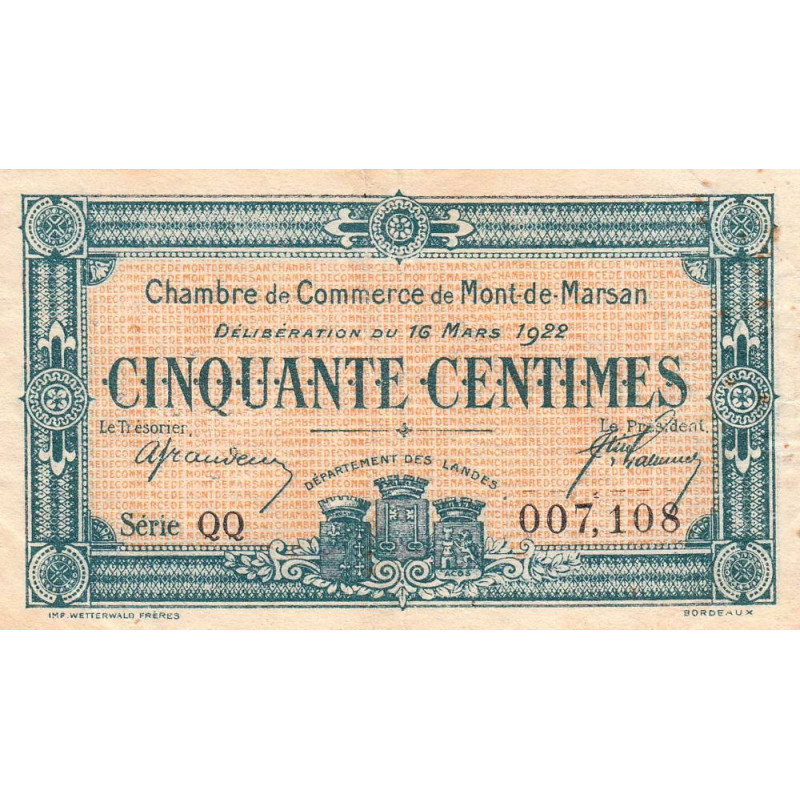 Chambre de Commerce de Mont-de-Marsan
DÉLIBÉRATION DU 16 MARS 1922
CINQUANTE CENTIMES
Le Trésorier, Le Président,
DÉPARTEMENT DES LANDES
Série QQ 007,108
IMP. WETTERWALD FRÈRES BORDEAUX